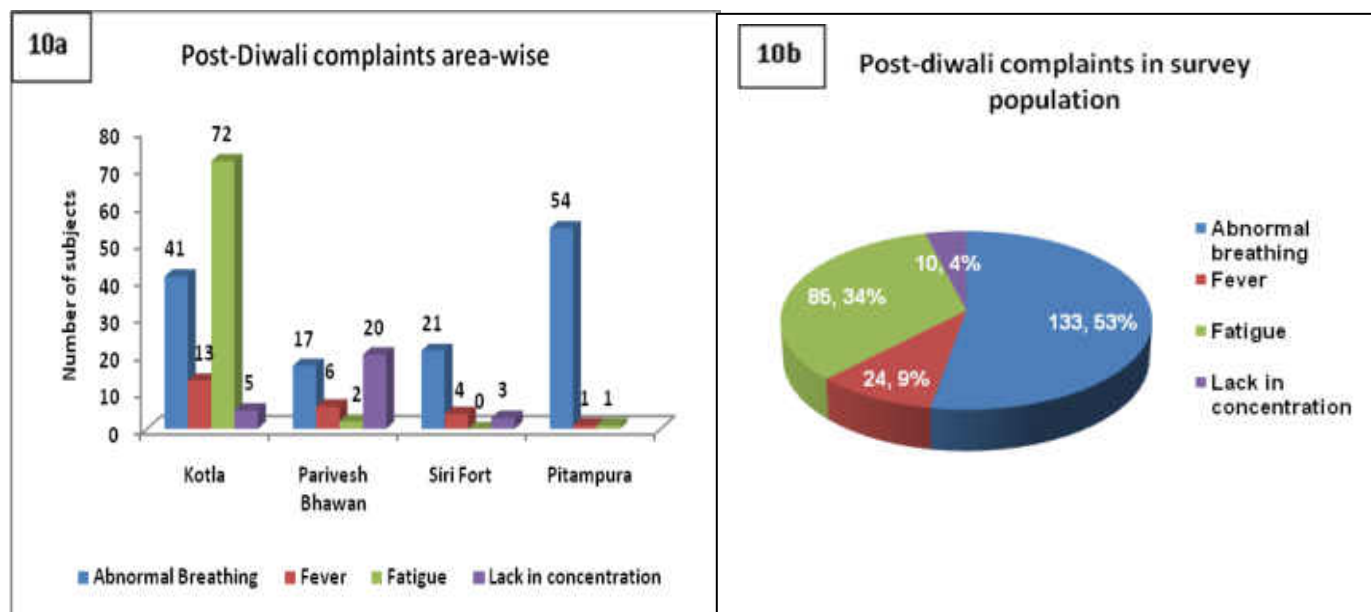 10a
Post-Diwali complaints area-wise
Number of subjects
80
70
60
50
40
30
20
10
0
41
13
72
5
17
6
2
20
21
4
0
3
54
1
1
Kotla
Parivesh
Bhawan
Siri Fort
Pitampura
Abnormal Breathing
Fever
Fatigue
Lack in concentration
10b
Post-diwali complaints in survey
population
10, 4%
85, 34%
24, 9%
133, 53%
Abnormal
breathing
Fever
Fatigue
Lack in
concentration